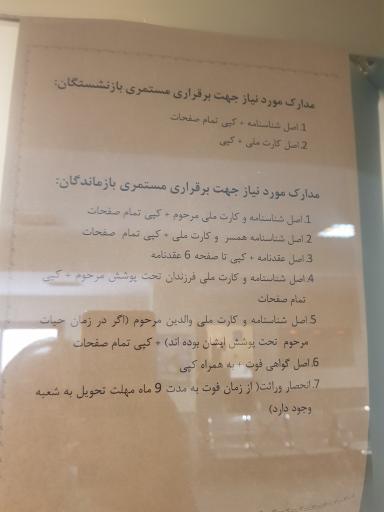 مدارک مورد نیاز جهت برقراری مستمری بازنشستگان:
1.اصل شناسنامه + کپی تمام صفحات
2.اصل کارت ملی + کپی
مدارک مورد نیاز جهت برقراری مستمری بازماندگان:
1.اصل شناسنامه و کارت ملی مرحوم + کپی تمام صفحات
2.اصل شناسنامه همسر و کارت ملی + کپی تمام صفحات
3.اصل عقدنامه + کپی تا صفحه 6 عقدنامه
4.اصل شناسنامه و کارت ملی فرزندان تحت پوشش مرحوم + کپی
تمام صفحات
5.اصل شناسنامه و کارت ملی والدین مرحوم (اگر در زمان حیات
مرحوم تحت پوشش ایشان بوده اند) + کپی تمام صفحات
6.اصل گواهی فوت + به همراه کپی
7.انحصار وراثت( از زمان فوت به مدت 9 ماه مهلت تحویل به شعبه
وجود دارد)